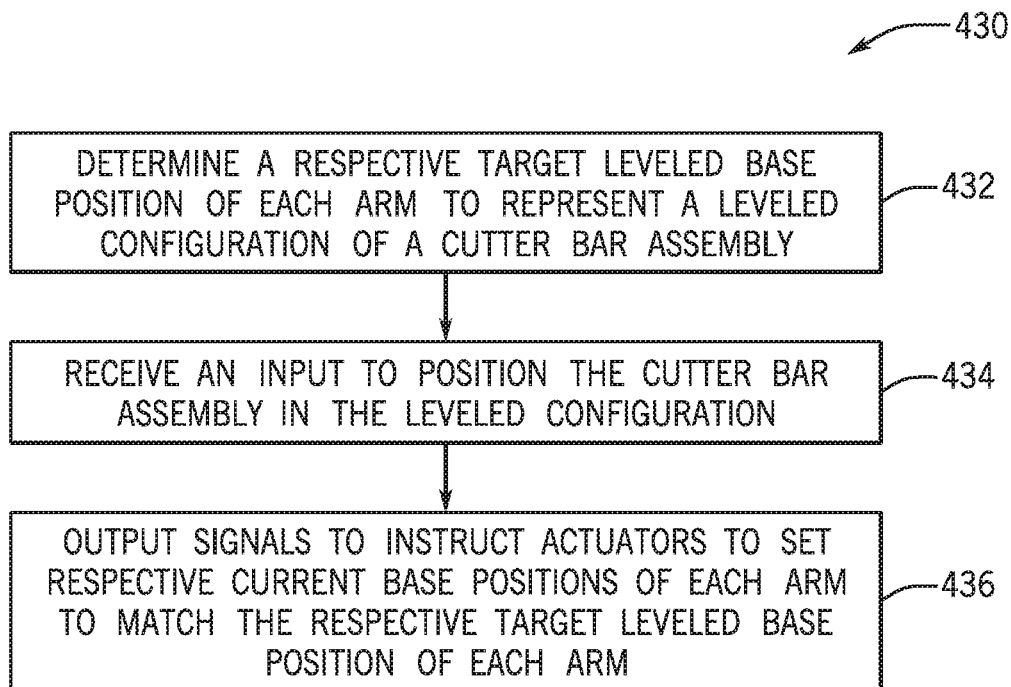 430
DETERMINE A RESPECTIVE TARGET LEVELED BASE
POSITION OF EACH ARM TO REPRESENT A LEVELED
CONFIGURATION OF A CUTTER BAR ASSEMBLY
432
RECEIVE AN INPUT TO POSITION THE CUTTER BAR
ASSEMBLY IN THE LEVELED CONFIGURATION
434
OUTPUT SIGNALS TO INSTRUCT ACTUATORS TO SET
RESPECTIVE CURRENT BASE POSITIONS OF EACH ARM
TO MATCH THE RESPECTIVE TARGET LEVELED BASE
POSITION OF EACH ARM
436